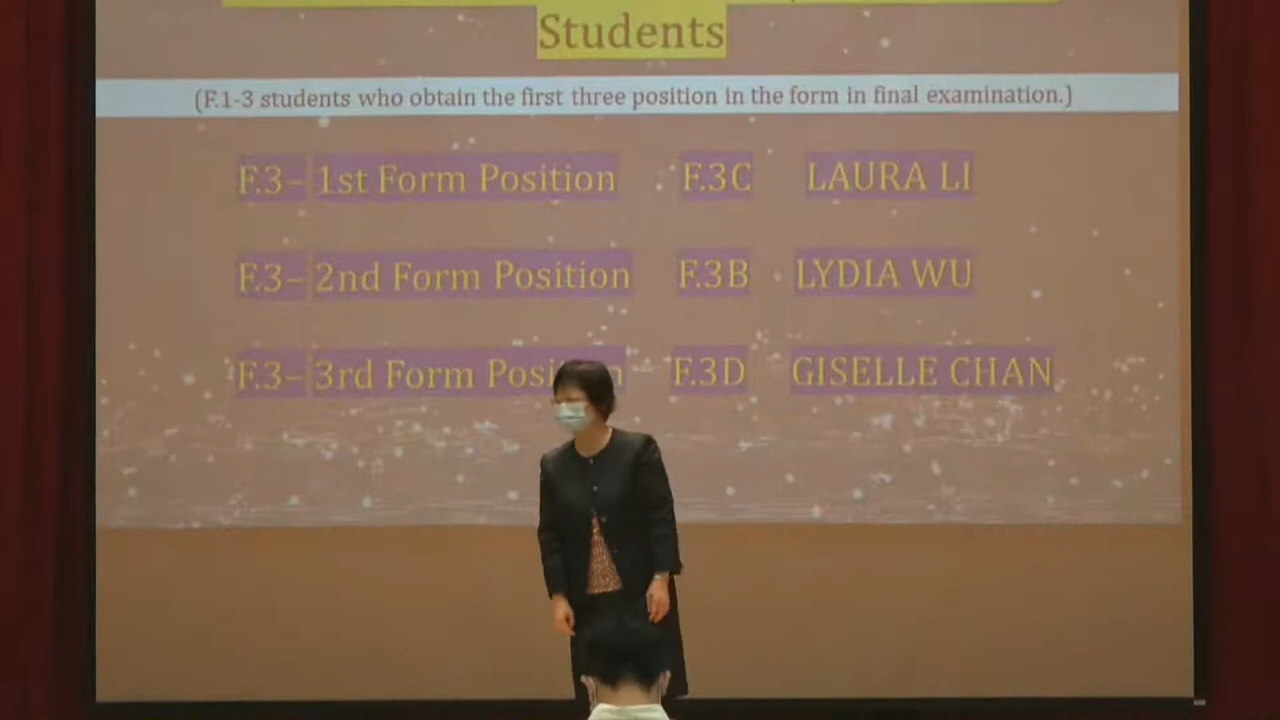 Students
(F.1-3 students who obtain the first three position in the form in final examination.)
F.3– 1st Form Position F.3C LAURA LI
F.3– 2nd Form Position F.3B LYDIA WU
F.3– 3rd Form F.3D GISELLE CHAN